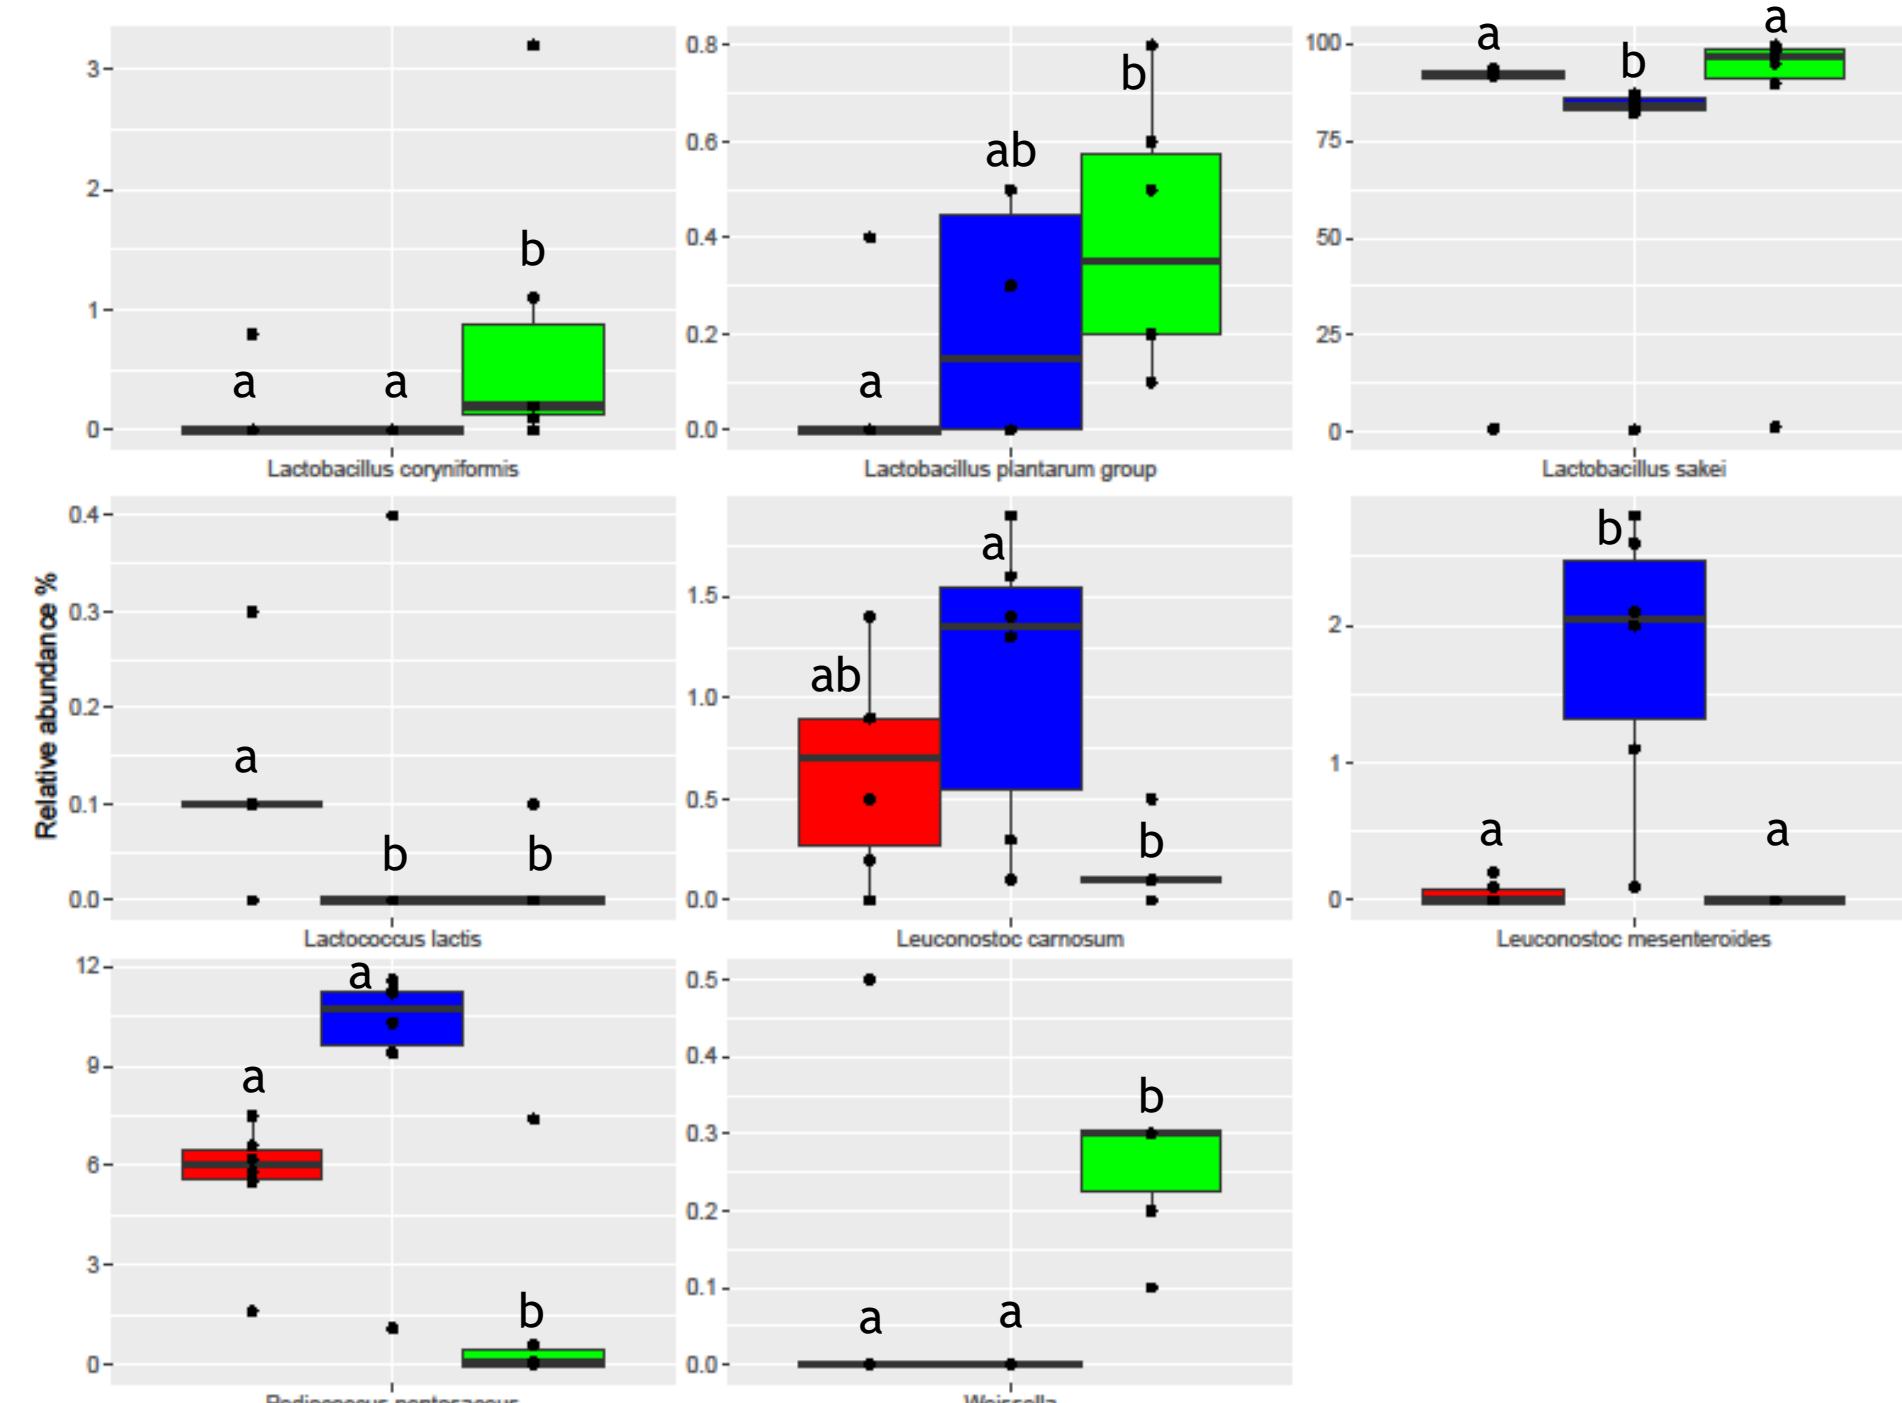 a
a
3
0.8
b
100
b
2
ab
0.6
75
b
50
1
0.4
25
a
a
0.2
a
0
0.0
0
Lactobacillus coryniformis
Lactobacillus plantarum group
Lactobacillus sakei
0.4
a
b
Relative abundance %
0.3
1.5
2
0.2
ab
1.0
a
1
0.1
0.5
b
b
b
a
a
0.0
0.0
0
Lactococcus lactis
Leuconostoc carnosum
Leuconostoc mesenteroides
12
a
0.5
9
a
0.4
b
6
0.3
3
0.2
b
0.1
a
a
0
0.0
Pediococcus pentosaceus
Weissella